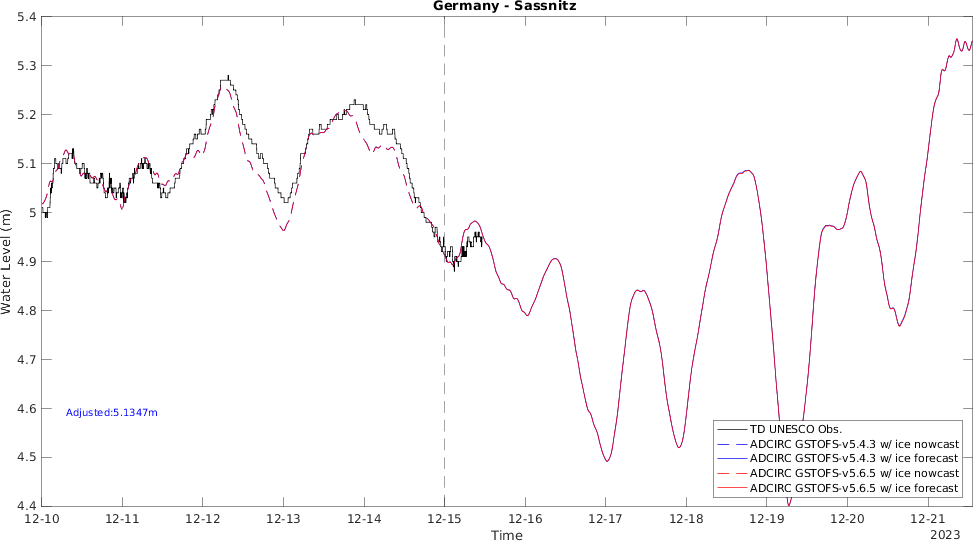 Germany - Sassnitz
5.4
5.3
5.2
5.1
5
4.9
4.8
4.7
4.6
4.5
4.4
Water Level (m)
Adjusted:5.1347m
TD UNESCO Obs.
ADCIRC GSTOFS-v5.4.3 w/ ice nowcast
ADCIRC GSTOFS-v5.4.3 w/ ice forecast
ADCIRC GSTOFS-v5.6.5 w/ ice nowcast
ADCIRC GSTOFS-v5.6.5 w/ ice forecast
12-10 12-11 12-12 12-13 12-14 12-15 12-16 12-17 12-18 12-19 12-20 12-21
2023
Time